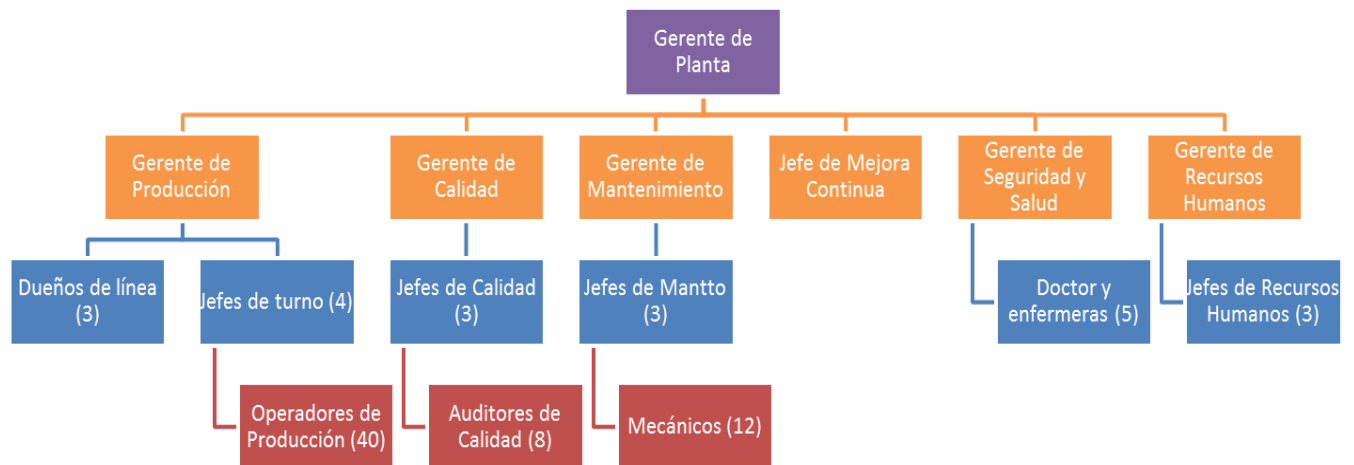 Gerente de
Planta
Gerente de
Producción
Gerente de
Calidad
Gerente de
Mantenimiento
Jefe de Mejora
Continua
Gerente de
Seguridad y
Salud
Gerente de
Recursos
Humanos
Dueños de línea
(3)
Jefes de turno (4)
Jefes de Calidad
(3)
Jefes de Mantto
(3)
Doctor y
enfermeras (5)
Jefes de Recursos
Humanos (3)
Operadores de
Producción (40)
Auditores de
Calidad (8)
Mecánicos (12)